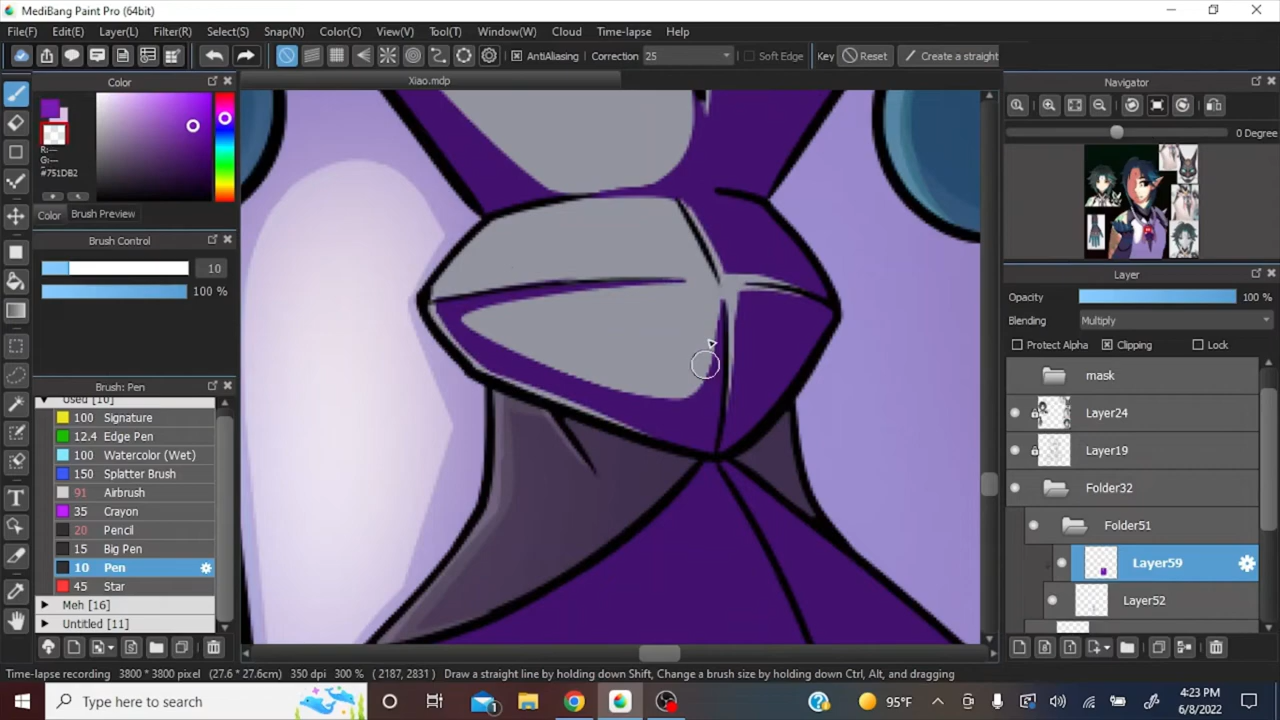 MediBang Paint Pro (64bit)
File(F) Edit(E) Layer(L) Filter(R) Select(S) Snap(N) Color(C) View(V) Tool(T) Window(W) Cloud Time-lapse Help
AntiAliasing Correction 25 Soft Edge Key Reset Create a straight
Color
Xiao.mdp
Navigator
R:---
G:---
#751DB2
0 Degree
Color Brush Preview
Brush Control
10
100 %
Layer
Opacity 100 %
Blending Multiply
Protect Alpha Clipping Lock
Brush: Pen
Used [10]
100 Signature
12.4 Edge Pen
100 Watercolor (Wet)
150 Splatter Brush
91 Airbrush
35 Crayon
20 Pencil
15 Big Pen
10 Pen
45 Star
Meh [16]
Untitled [11]
mask
Layer24
Layer19
Folder32
Folder51
Layer59
Layer52
Time-lapse recording 3800 * 3800 pixel (27.6 * 27.6cm) 350 dpi 300 % ( 2187, 2831 ) Draw a straight line by holding down Shift, Change a brush size by holding down Ctrl, Alt, and dragging
Type here to search
1
95°F
4:23 PM
6/8/2022